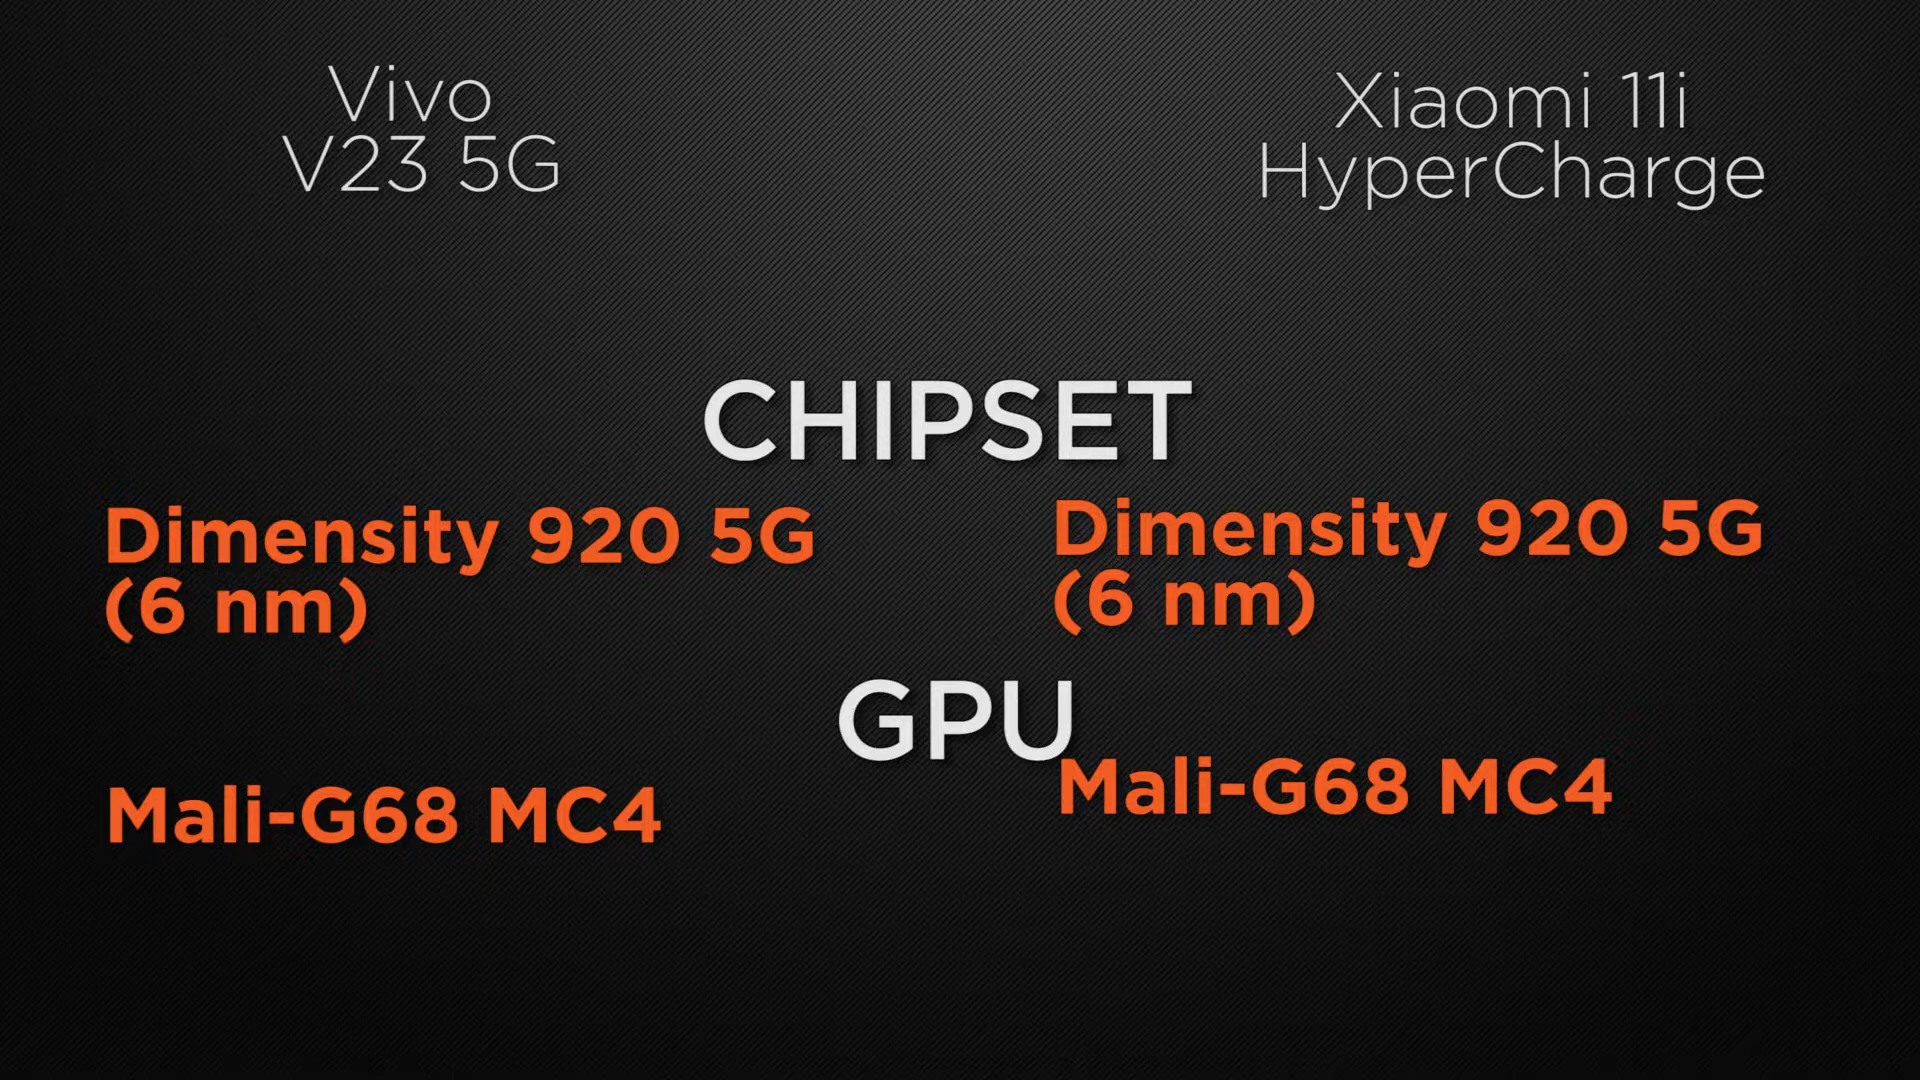 Vivo
V23 5G
Xiaomi 11i
HyperCharge
CHIPSET
Dimensity 920 5G
(6 nm)
Dimensity 920 5G
(6 nm)
GPU
Mali-G68 MC4
Mali-G68 MC4